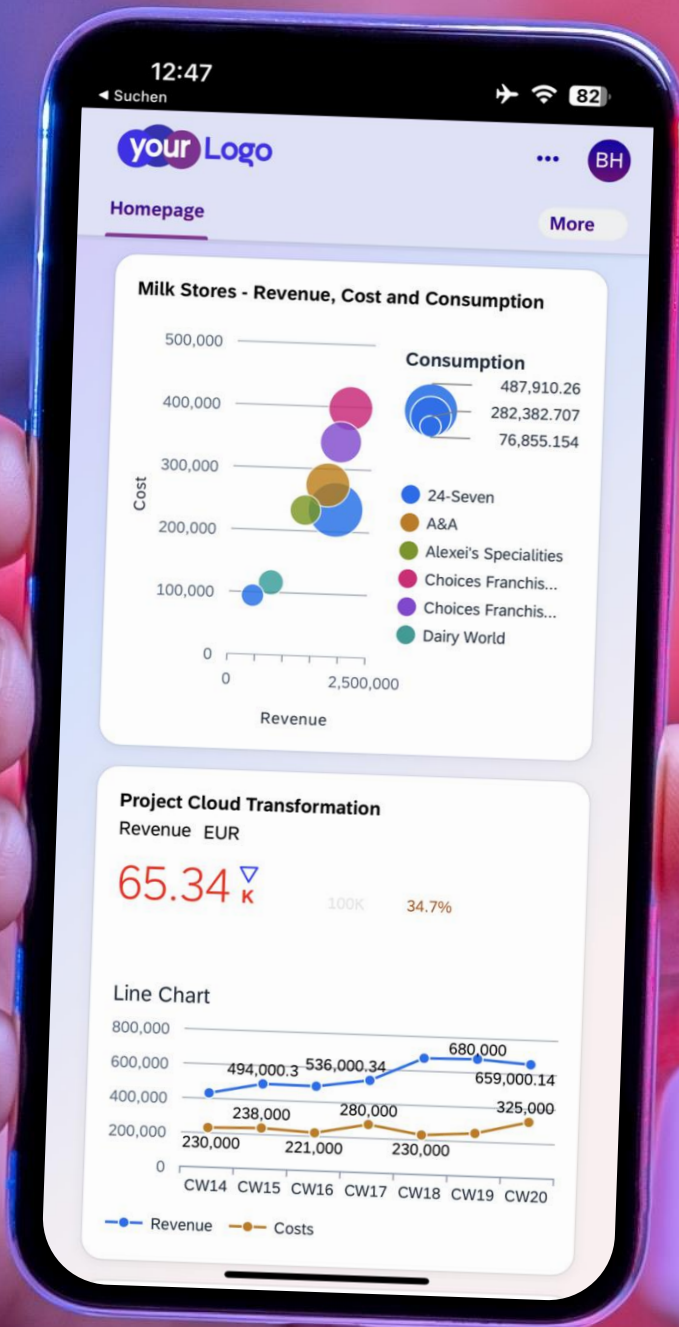 12:47
◄ Suchen
82
your Logo
•••
BH
Homepage
More
Milk Stores - Revenue, Cost and Consumption
500,000
400,000
300,000
200,000
100,000
0
Cost
0
2,500,000
Revenue
Consumption
487,910.26
282,382.707
76,855.154
24-Seven
A&A
Alexei's Specialities
Choices Franchis...
Choices Franchis...
Dairy World
Project Cloud Transformation
Revenue EUR
65.34 K
100K
34.7%
Line Chart
800,000
600,000
400,000
200,000
0
494,000.3
536,000.34
680,000
659,000.14
230,000
238,000
221,000
280,000
230,000
325,000
CW14 CW15 CW16 CW17 CW18 CW19 CW20
Revenue Costs